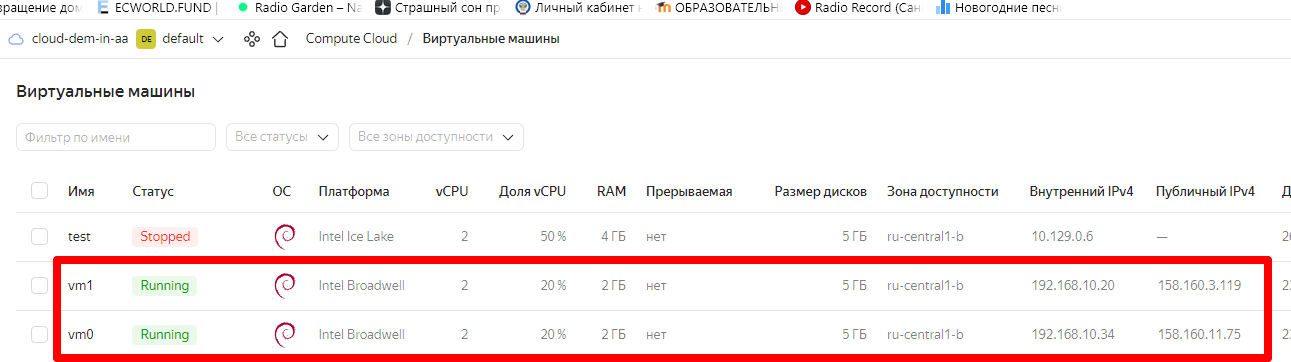 вращение дом ECWORLD.FUND | Radio Garden – Na Страшный сон пр Личный кабинет н ОБРАЗОВАТЕЛЬН Radio Record (Сан Новогодние песн
cloud-dem-in-aa DE default Compute Cloud / Виртуальные машины
Виртуальные машины
Фильтр по имени Все статусы Все зоны доступности
Имя Статус ОС Платформа vCPU Доля vCPU RAM Прерываемая Размер дисков Зона доступности Внутренний IPv4 Публичный IPv4 Д
test Stopped Intel Ice Lake 2 50 % 4 ГБ нет 5 ГБ ru-central1-b 10.129.0.6 —
vm1 Running Intel Broadwell 2 20 % 2 ГБ нет 5 ГБ ru-central1-b 192.168.10.20 158.160.3.119
vm0 Running Intel Broadwell 2 20 % 2 ГБ нет 5 ГБ ru-central1-b 192.168.10.34 158.160.11.75